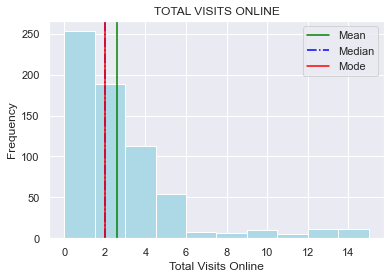 TOTAL VISITS ONLINE
Mean
Median
Mode
250
200
150
100
50
0
Frequency
0 2 4 6 8 10 12 14
Total Visits Online